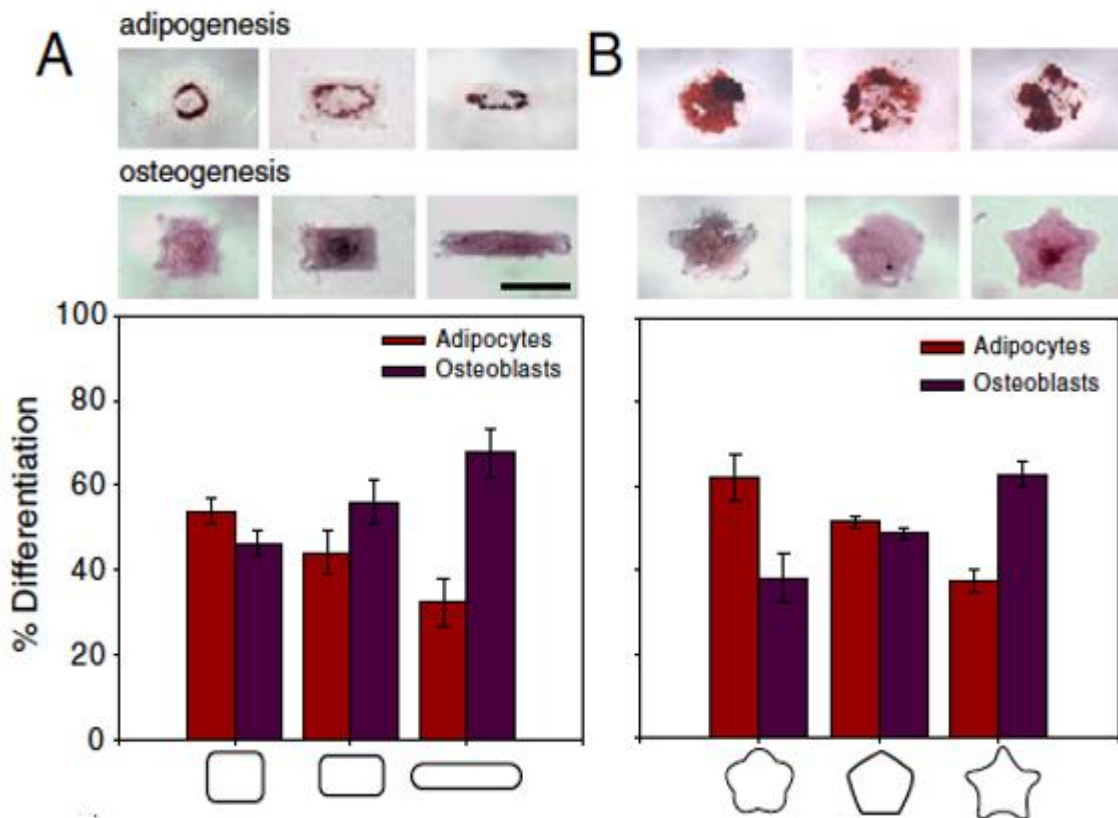 A
adipogenesis
osteogenesis
B
100
80
60
40
20
0
% Differentiation
Adipocytes
Osteoblasts
Adipocytes
Osteoblasts